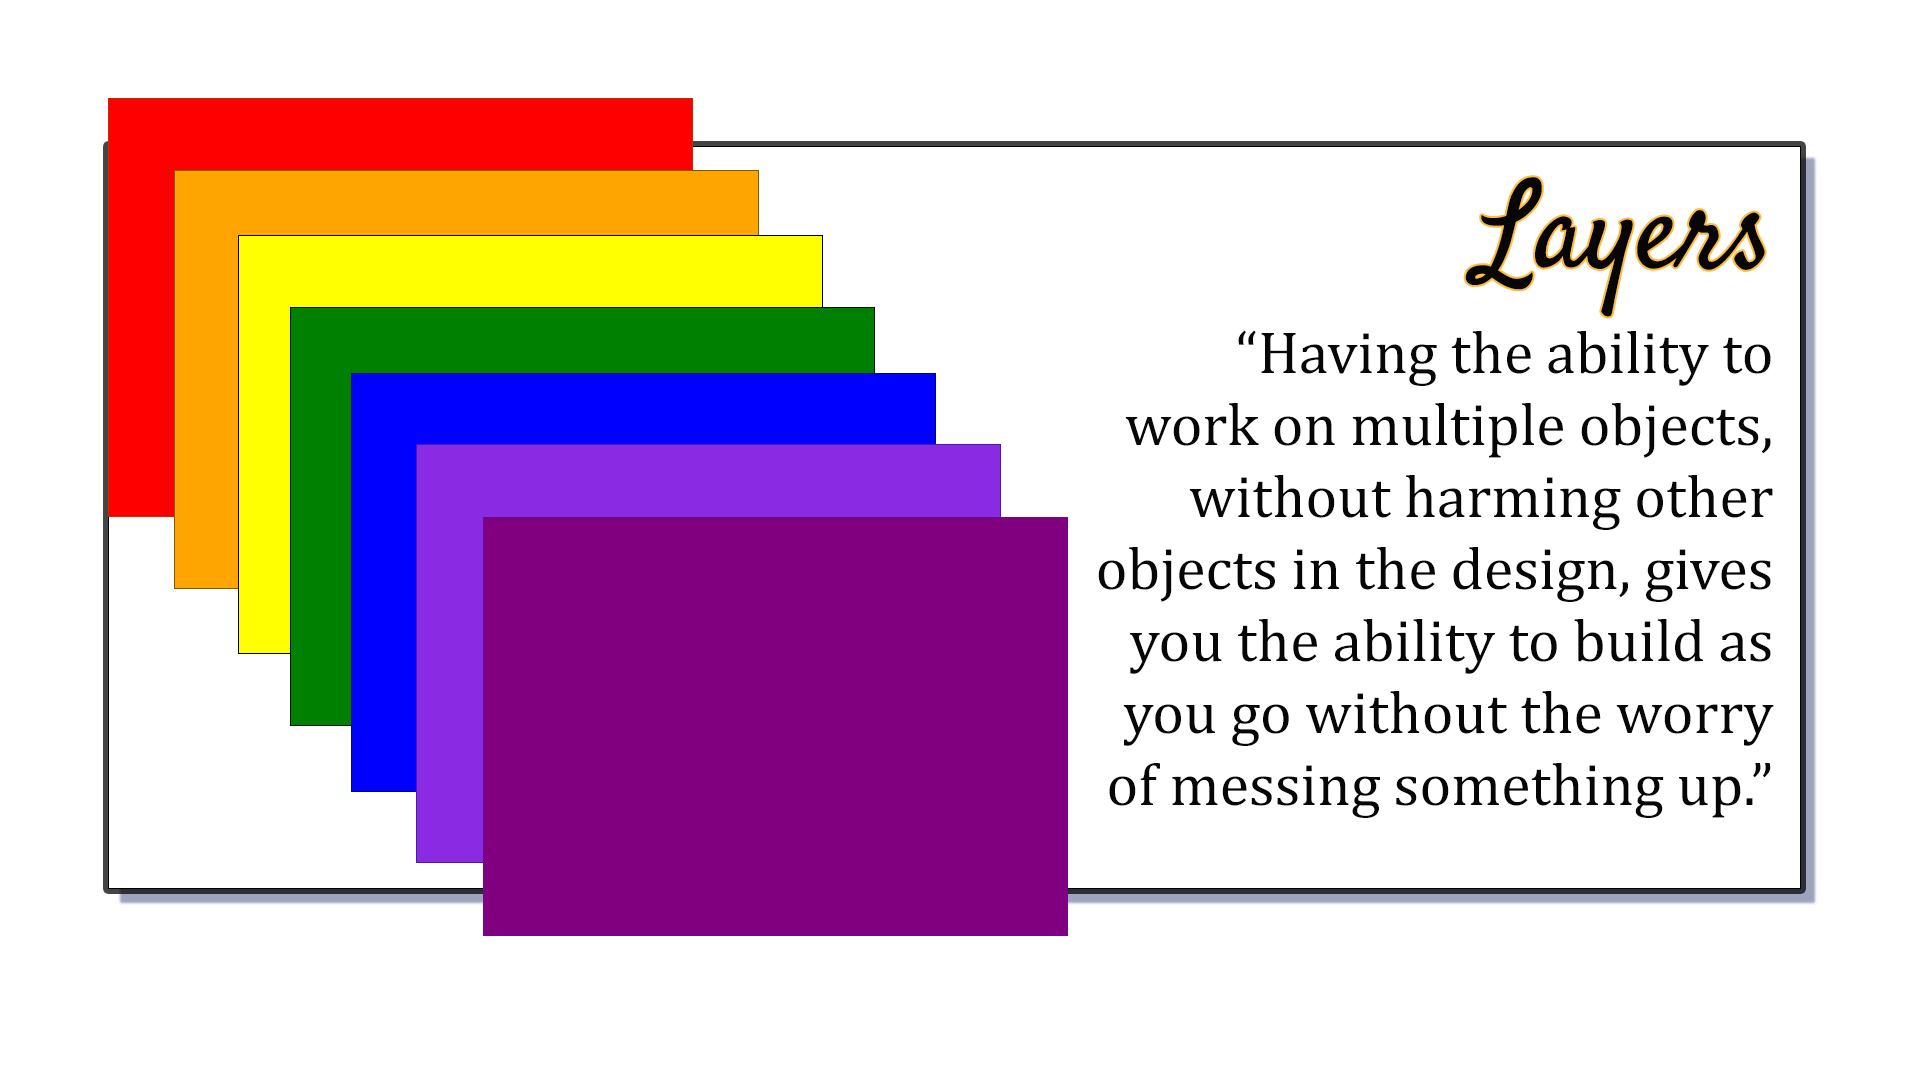 Layers
“Having the ability to
work on multiple objects,
without harming other
objects in the design, gives
you the ability to build as
you go without the worry
of messing something up.”